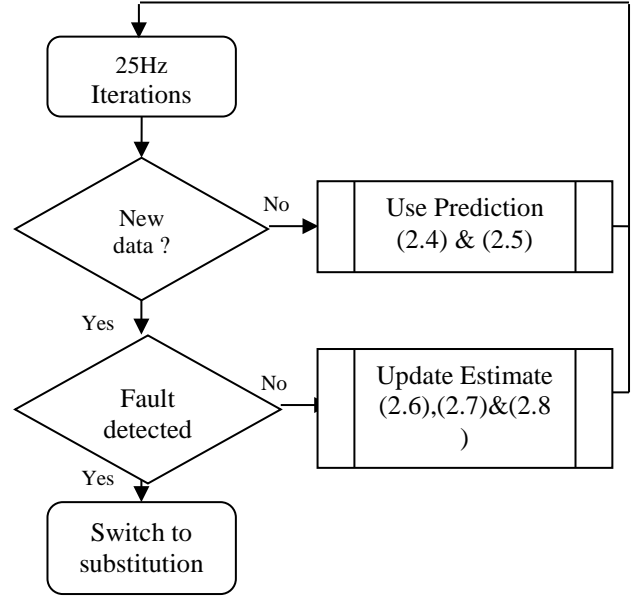 25Hz
Iterations
New
data ?
No
Use Prediction
(2.4) & (2.5)
Yes
Fault
detected
No
Update Estimate
(2.6),(2.7)&(2.8
)
Yes
Switch to
substitution